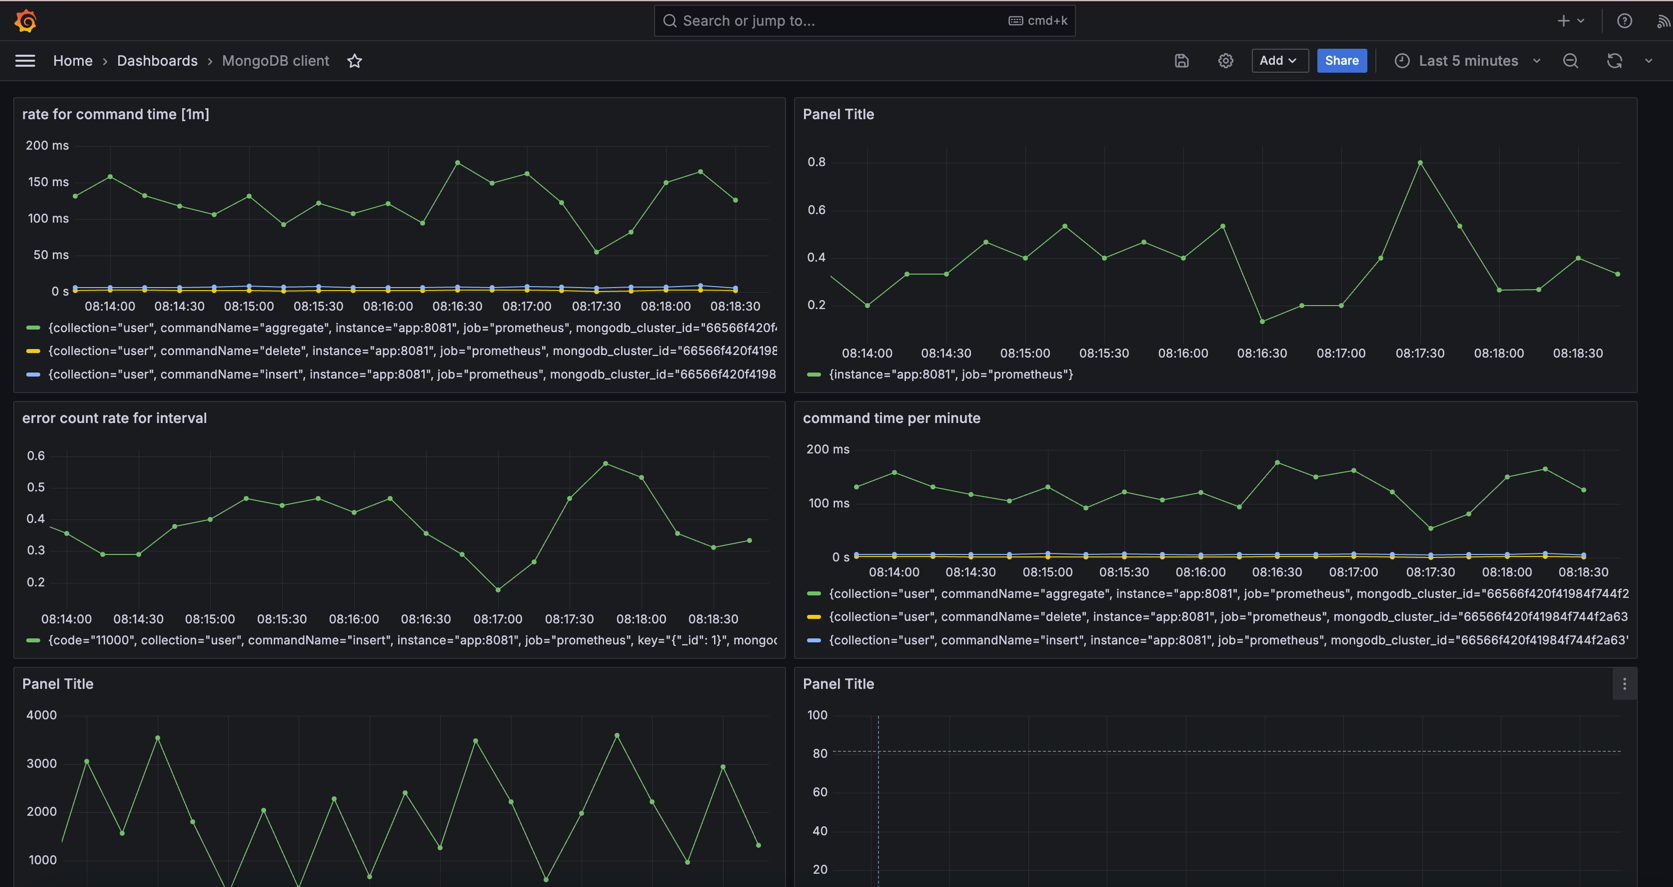 Search or jump to... cmd+k
Home › Dashboards › MongoDB client
Add
Share
Last 5 minutes
rate for command time [1m]
200 ms
150 ms
100 ms
50 ms
0 s
08:14:00 08:14:30 08:15:00 08:15:30 08:16:00 08:16:30 08:17:00 08:17:30 08:18:00 08:18:30
{collection="user", commandName="aggregate", instance="app:8081", job="prometheus", mongodb_cluster_id="66566f420f4
{collection="user", commandName="delete", instance="app:8081", job="prometheus", mongodb_cluster_id="66566f420f4198
{collection="user", commandName="insert", instance="app:8081", job="prometheus", mongodb_cluster_id="66566f420f4198
Panel Title
0.8
0.6
0.4
0.2
08:14:00 08:14:30 08:15:00 08:15:30 08:16:00 08:16:30 08:17:00 08:17:30 08:18:00 08:18:30
{instance="app:8081", job="prometheus"}
error count rate for interval
0.6
0.5
0.4
0.3
0.2
08:14:00 08:14:30 08:15:00 08:15:30 08:16:00 08:16:30 08:17:00 08:17:30 08:18:00 08:18:30
{code="11000", collection="user", commandName="insert", instance="app:8081", job="prometheus", key="{"_id": 1}", mongoc
command time per minute
200 ms
100 ms
0 s
08:14:00 08:14:30 08:15:00 08:15:30 08:16:00 08:16:30 08:17:00 08:17:30 08:18:00 08:18:30
{collection="user", commandName="aggregate", instance="app:8081", job="prometheus", mongodb_cluster_id="66566f420f41984f744f2
{collection="user", commandName="delete", instance="app:8081", job="prometheus", mongodb_cluster_id="66566f420f41984f744f2a63
{collection="user", commandName="insert", instance="app:8081", job="prometheus", mongodb_cluster_id="66566f420f41984f744f2a63'
Panel Title
4000
3000
2000
1000
Panel Title
100
80
60
40
20